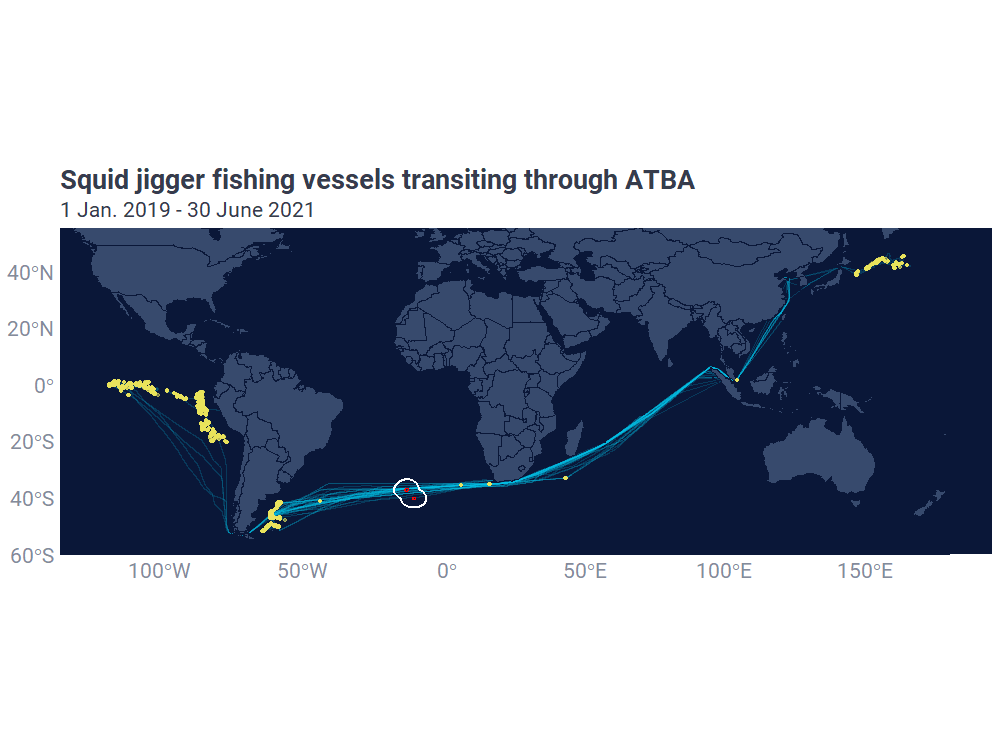 Squid jigger fishing vessels transiting through ATBA
1 Jan. 2019 - 30 June 2021
40°N
20°N
0°
20°S
40°S
60°S
100°W 50°W 0° 50°E 100°E 150°E